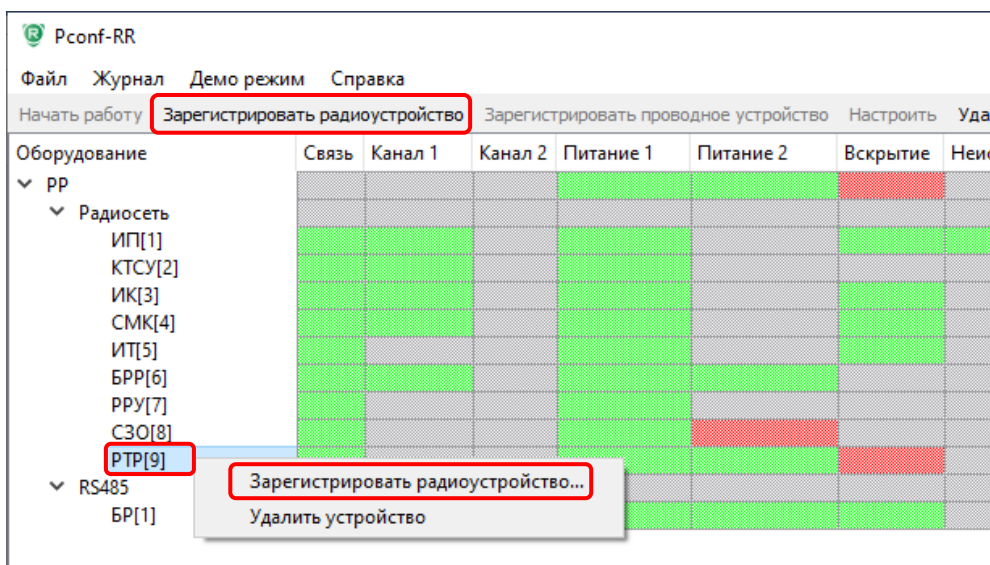 Pconf-RR
Файл Журнал Демо режим Справка
Начать работу Зарегистрировать радиоустройство Зарегистрировать проводное устройство Настроить Уда
Оборудование Связь Канал 1 Канал 2 Питание 1 Питание 2 Вскрытие Неис
РР
Радиосеть
ИП[1]
КТСУ[2]
ИК[3]
СМК[4]
ИТ[5]
БРР[6]
РРУ[7]
СЗО[8]
РТР[9]
Зарегистрировать радиоустройство...
RS485
Удалить устройство
БР[1]